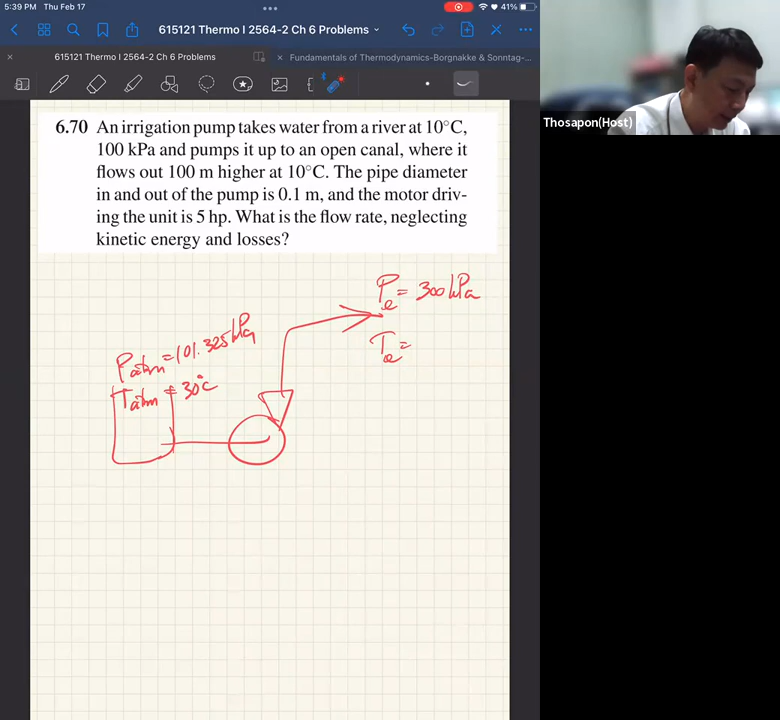 5:39 PM Thu Feb 17
41%
615121 Thermo I 2564-2 Ch 6 Problems
615121 Thermo I 2564-2 Ch 6 Problems
Fundamentals of Thermodynamics-Borgnakke & Sonntag-...
Thosapon(Host)
6.70 An irrigation pump takes water from a river at 10°C,
100 kPa and pumps it up to an open canal, where it
flows out 100 m higher at 10°C. The pipe diameter
in and out of the pump is 0.1 m, and the motor driv-
ing the unit is 5 hp. What is the flow rate, neglecting
kinetic energy and losses?
Pe = 300 kPa
Te =
Patm = 101.325 kPa
Tatm = 30°C